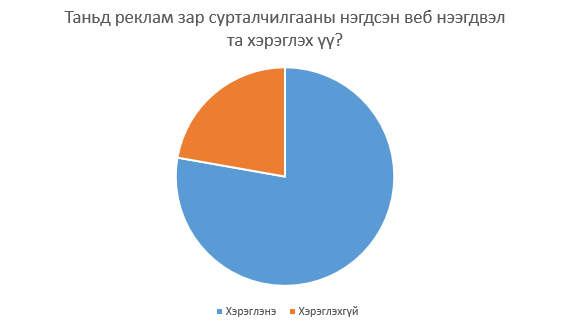 Таньд реклам зар сурталчилгааны нэгдсэн веб нээгдвэл
та хэрэглэх үү?
Хэрэглэнэ Хэрэглэхгүй